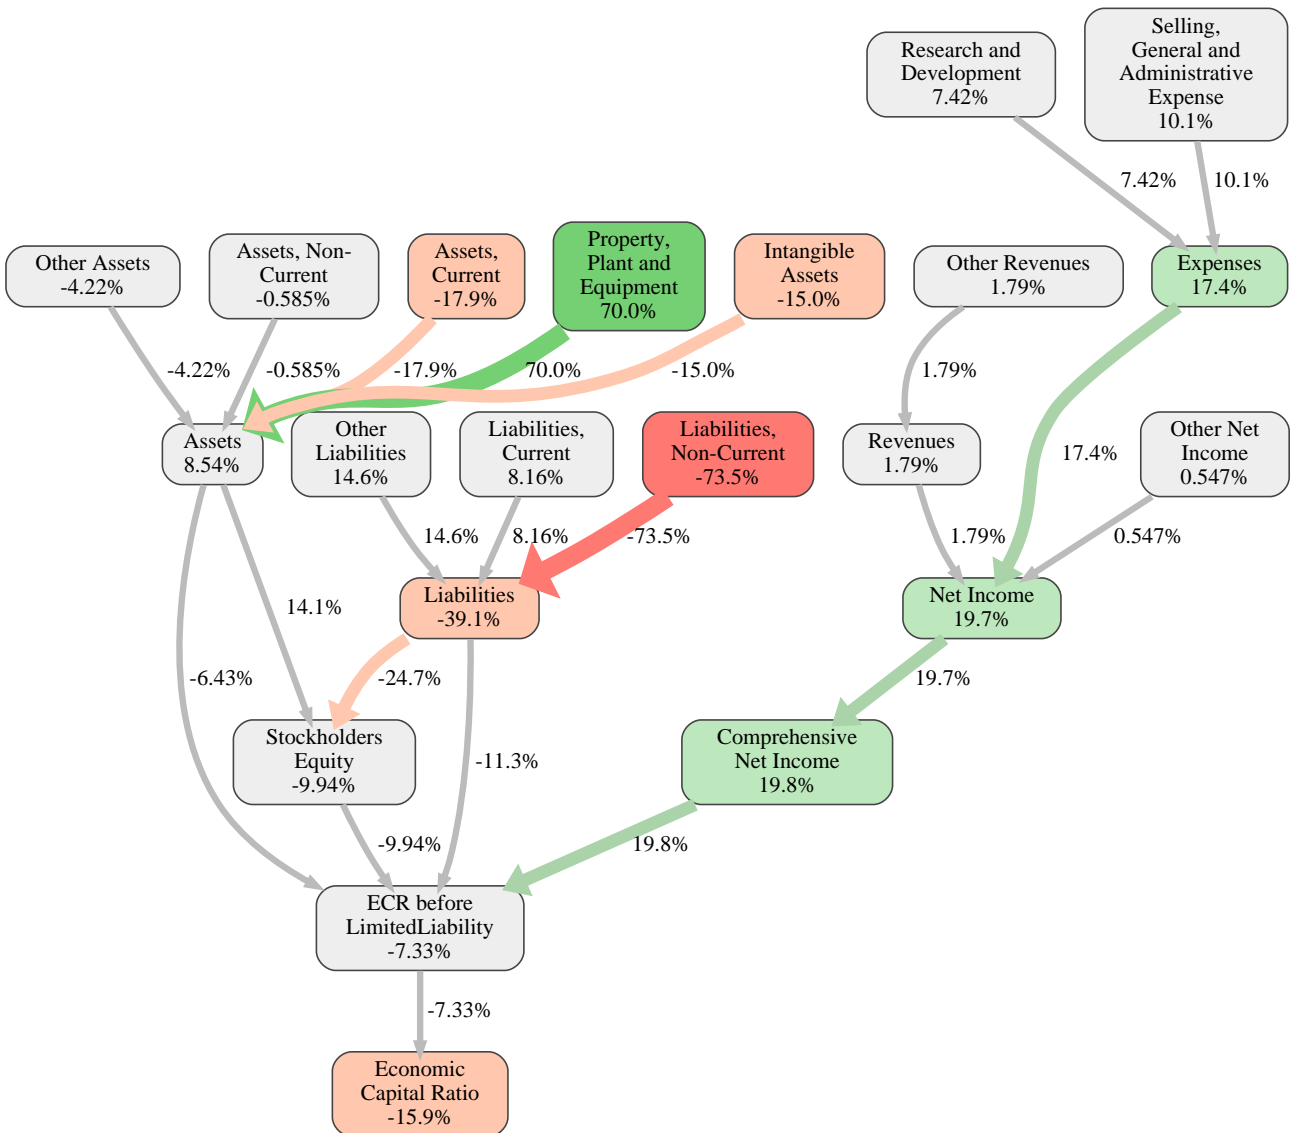 Research and
Development
7.42%
Selling,
General and
Administrative
Expense
10.1%
7.42%
10.1%
Other Assets
-4.22%
Assets, Non-
Current
-0.585%
Assets,
Current
-17.9%
Property,
Plant and
Equipment
70.0%
Intangible
Assets
-15.0%
Other Revenues
1.79%
Expenses
17.4%
-4.22%
-0.585%
-17.9%
70.0%
-15.0%
1.79%
17.4%
Assets
8.54%
Other
Liabilities
14.6%
Liabilities,
Current
8.16%
Liabilities,
Non-Current
-73.5%
Revenues
1.79%
Other Net
Income
0.547%
14.6%
8.16%
-73.5%
1.79%
0.547%
14.1%
Liabilities
-39.1%
Net Income
19.7%
-6.43%
-24.7%
19.7%
Stockholders
Equity
-9.94%
-11.3%
Comprehensive
Net Income
19.8%
-9.94%
19.8%
ECR before
LimitedLiability
-7.33%
-7.33%
Economic
Capital Ratio
-15.9%